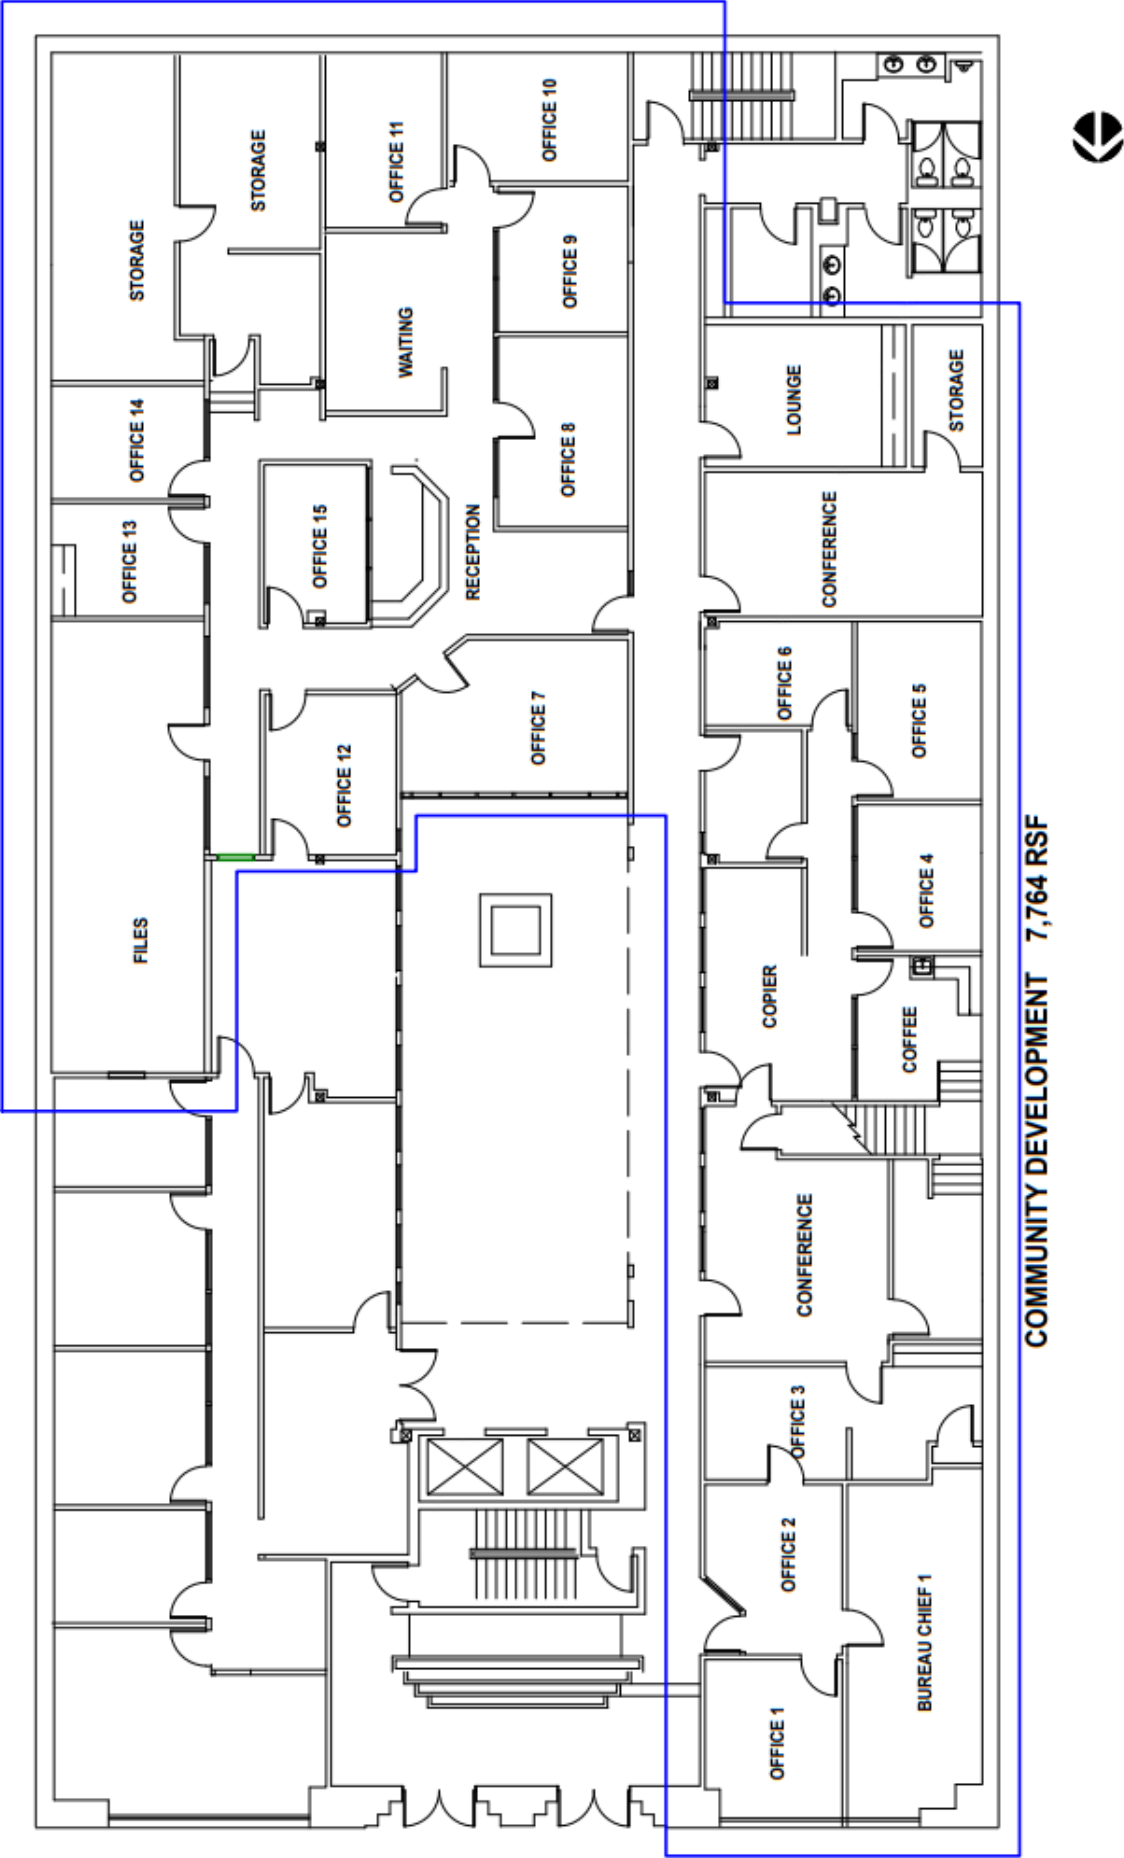 STORAGE
STORAGE
OFFICE 11
OFFICE 10
OFFICE 9
WAITING
OFFICE 14
OFFICE 8
LOUNGE
STORAGE
OFFICE 13
OFFICE 15
RECEPTION
CONFERENCE
OFFICE 6
OFFICE 5
OFFICE 7
OFFICE 12
OFFICE 4
FILES
COPIER
COFFEE
CONFERENCE
OFFICE 3
OFFICE 2
BUREAU CHIEF 1
OFFICE 1
COMMUNITY DEVELOPMENT 7,764 RSF